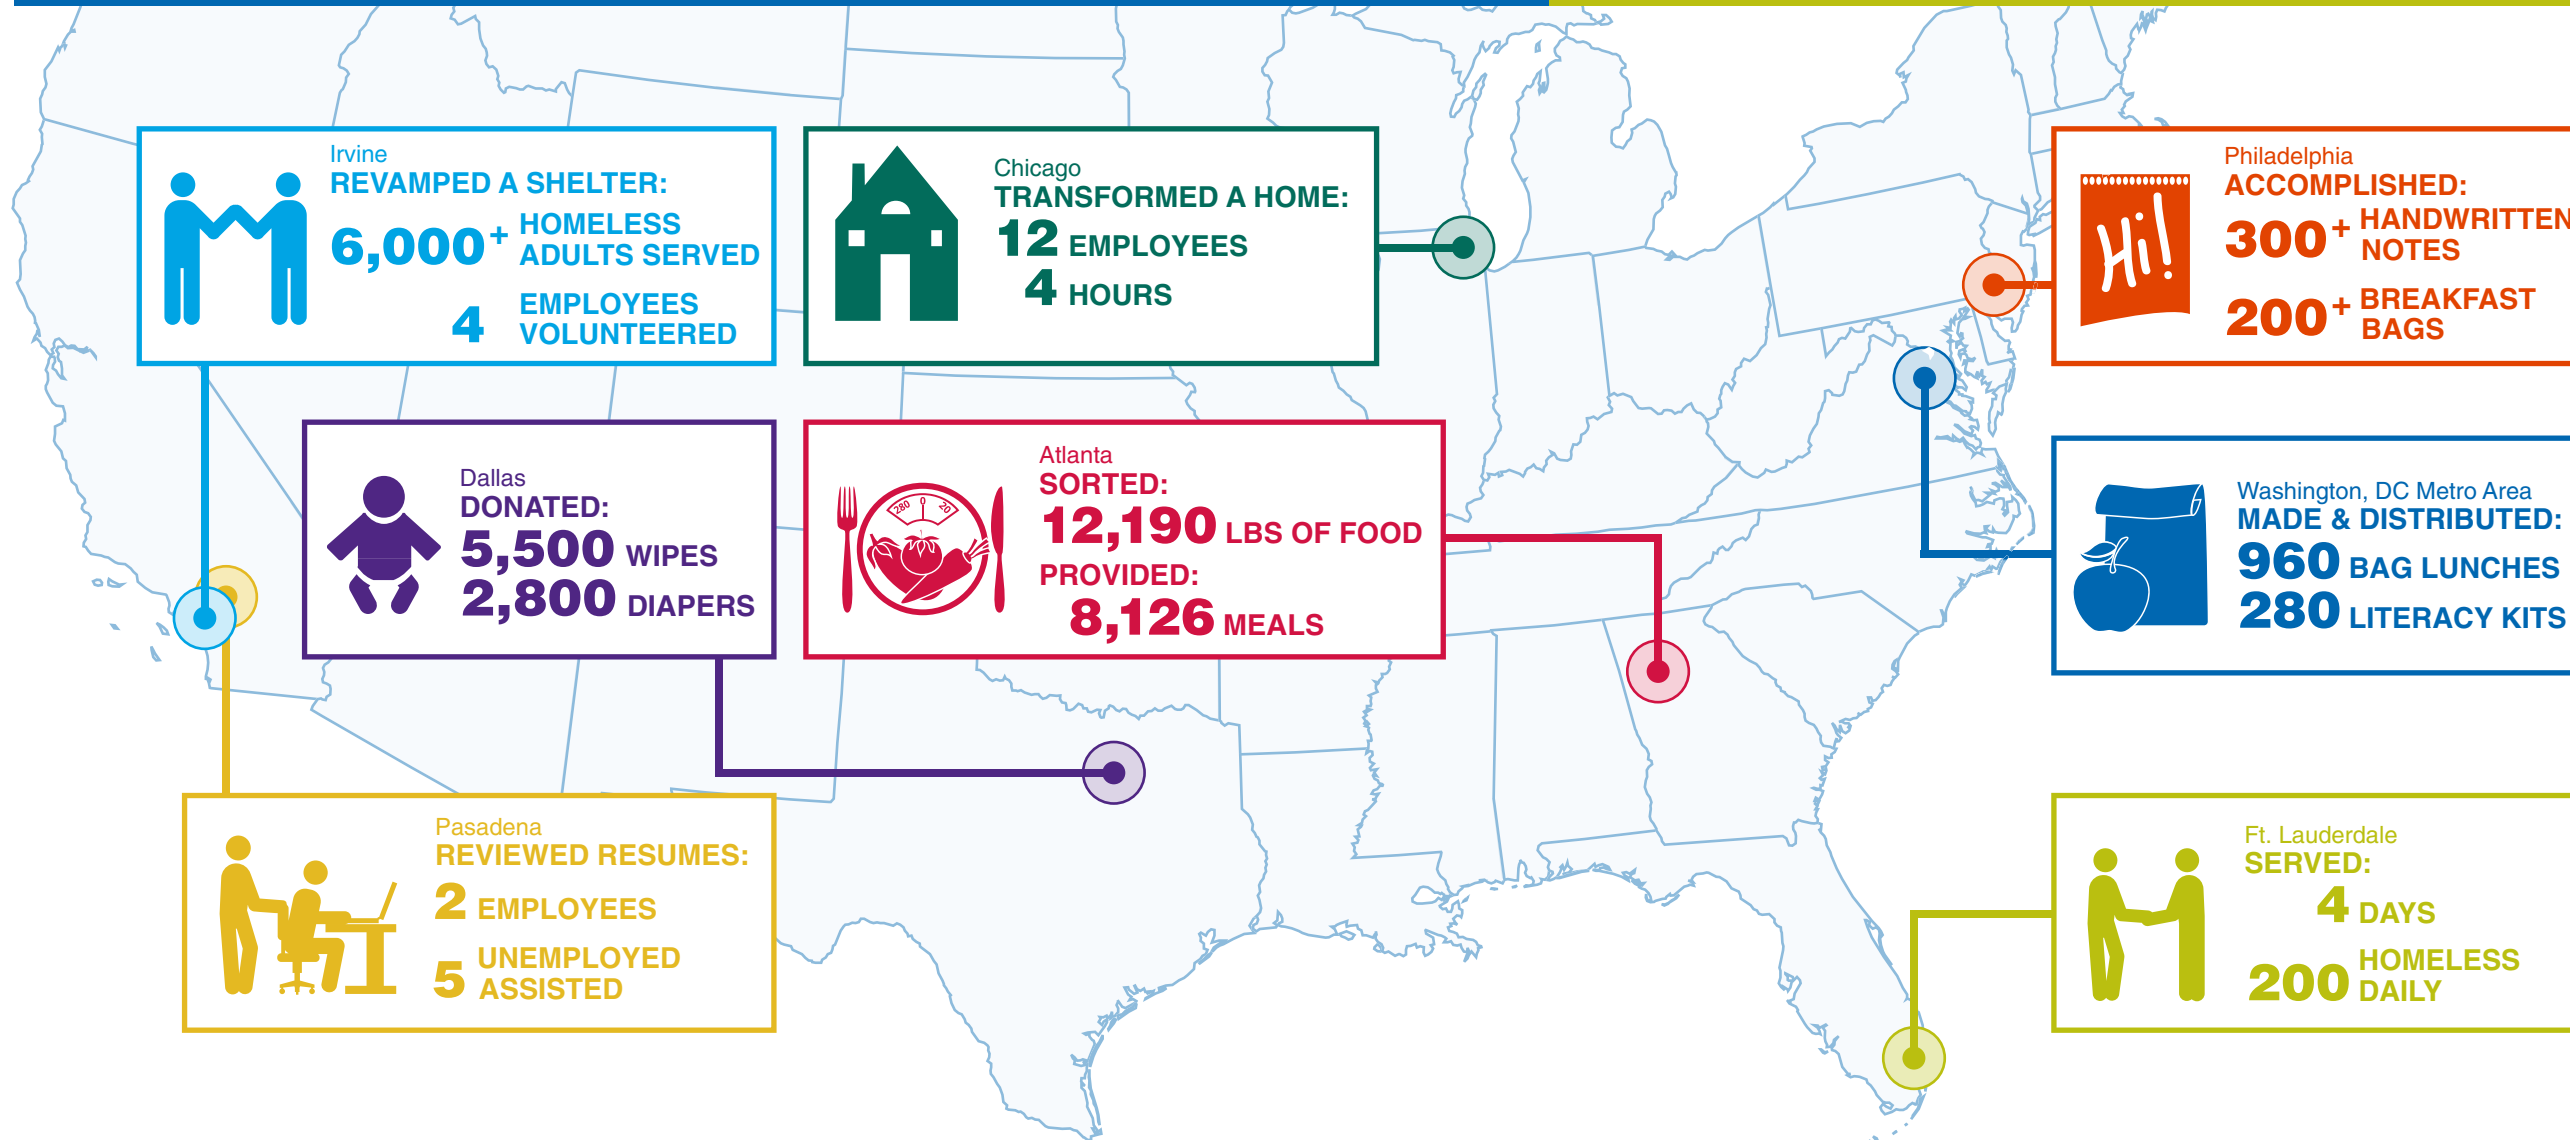 Irvine
REVAMPED A SHELTER:
6,000+ HOMELESS
ADULTS SERVED
4 EMPLOYEES
VOLUNTEERED
Chicago
TRANSFORMED A HOME:
12 EMPLOYEES
4 HOURS
Philadelphia
ACCOMPLISHED:
300+ HANDWRITTEN
NOTES
200+ BREAKFAST
BAGS
Hi!
Dallas
DONATED:
5,500 WIPES
2,800 DIAPERS
Atlanta
SORTED:
12,190 LBS OF FOOD
PROVIDED:
8,126 MEALS
280 0 20
Washington, DC Metro Area
MADE & DISTRIBUTED:
960 BAG LUNCHES
280 LITERACY KITS
Pasadena
REVIEWED RESUMES:
2 EMPLOYEES
5 UNEMPLOYED
ASSISTED
Ft. Lauderdale
SERVED:
4 DAYS
200 HOMELESS
DAILY